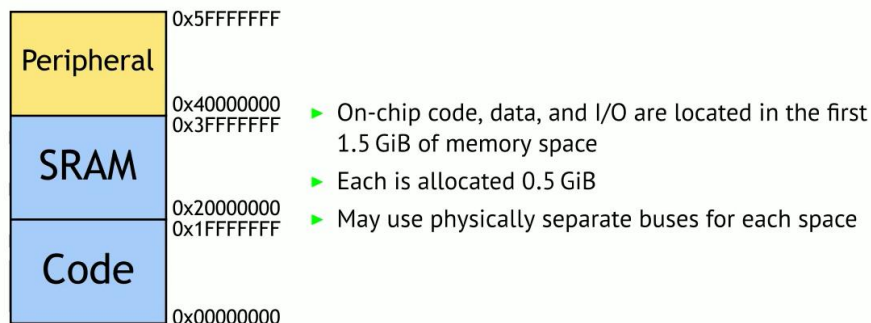 0x5FFFFFFF
Peripheral
0x40000000
0x3FFFFFFF
SRAM
0x20000000
0x1FFFFFFF
Code
0x00000000
► On-chip code, data, and I/O are located in the first
1.5 GiB of memory space
► Each is allocated 0.5 GiB
► May use physically separate buses for each space